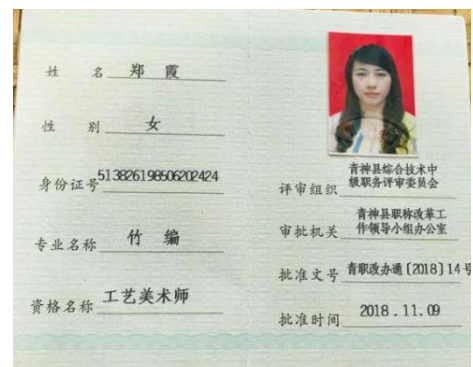 姓名 郑霞
性别 女
身份证号 513826198506202424
专业名称 竹编
资格名称 工艺美术师
评审组织 青神县综合技术中
级职务评审委员会
审批机关 青神县职称改革工
作领导小组办公室
批准文号 青职改办通〔2018〕14号
批准时间 2018.11.09